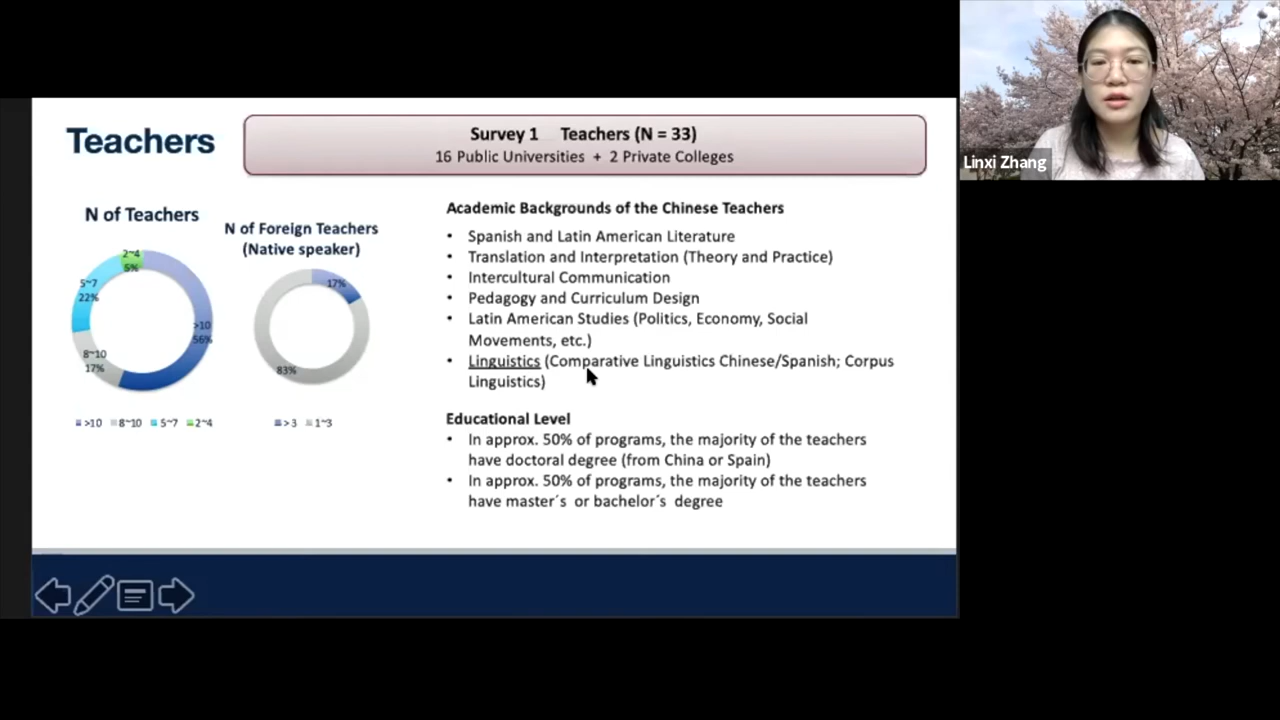 Teachers
Survey 1 Teachers (N = 33)
16 Public Universities + 2 Private Colleges
N of Teachers
2~4
5%
5~7
22%
>10
56%
8~10
17%
>10 8~10 5~7 2~4
N of Foreign Teachers
(Native speaker)
17%
83%
>3 1~3
Academic Backgrounds of the Chinese Teachers
• Spanish and Latin American Literature
• Translation and Interpretation (Theory and Practice)
• Intercultural Communication
• Pedagogy and Curriculum Design
• Latin American Studies (Politics, Economy, Social
Movements, etc.)
• Linguistics (Comparative Linguistics Chinese/Spanish; Corpus
Linguistics)
Educational Level
• In approx. 50% of programs, the majority of the teachers
have doctoral degree (from China or Spain)
• In approx. 50% of programs, the majority of the teachers
have master´s or bachelor´s degree
Linxi Zhang